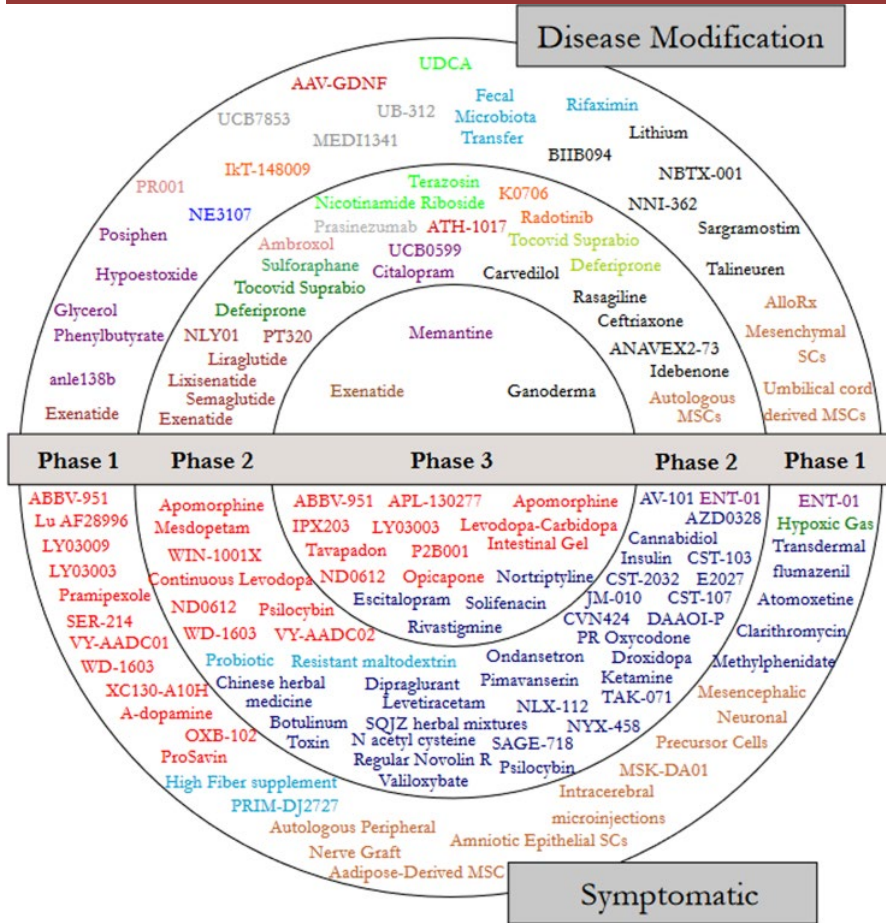 Disease Modification
UDCA
AAV-GDNF
Fecal
Microbiota
Transfer
Rifaximin
UB-312
UCB7853
MEDI1341
Lithium
BIIB094
NBTX-001
IkT-148009
PR001
NE3107
NNI-362
Sargramostim
Posiphen
Hypoestoxide
Talineuren
Glycerol
Phenylbutyrate
AlloRx
Mesenchymal
SCs
anle138b
Exenatide
Umbilical cord
derived MSCs
Terazosin
Nicotinamide Riboside
K0706
Prasinezumab
ATH-1017
Radotinib
Ambroxol
UCB0599
Tocovid Suprabio
Sulforaphane
Citalopram
Carvedilol
Deferiprone
Tocovid Suprabio
Deferiprone
Rasagiline
Ceftriaxone
NLY01
PT320
Liraglutide
ANAVEX2-73
Lixisenatide
Idebenone
Semaglutide
Exenatide
Autologous
MSCs
Memantine
Exenatide
Ganoderma
Phase 1
Phase 2
Phase 3
Phase 2
Phase 1
ABBV-951
Lu AF28996
LY03009
LY03003
Pramipexole
SER-214
VY-AADC01
WD-1603
XC130-A10H
A-dopamine
OXB-102
ProSavin
High Fiber supplement
PRIM-DJ2727
Autologous Peripheral
Nerve Graft
Aadipose-Derived MSC
Apomorphine
Mesdopetam
WIN-1001X
Continuous Levodopa
ND0612
Psilocybin
WD-1603
VY-AADC02
Probiotic
Resistant maltodextrin
Chinese herbal
medicine
Botulinum
Toxin
Dipraglurant
Levetiracetam
SQJZ herbal mixtures
N acetyl cysteine
Regular Novolin R
Valiloxybate
Ondansetron
Pimavanserin
NLX-112
SAGE-718
Psilocybin
NYX-458
ABBV-951
APL-130277
Apomorphine
IPX203
LY03003
Levodopa-Carbidopa
Intestinal Gel
Tavapadon
P2B001
ND0612
Opicapone
Nortriptyline
Escitalopram
Solifenacin
Rivastigmine
AV-101
ENT-01
AZD0328
Cannabidiol
Insulin
CST-103
CST-2032
E2027
JM-010
CST-107
CVN424
DAAOI-P
PR Oxycodone
Droxidopa
Ketamine
TAK-071
ENT-01
Hypoxic Gas
Transdermal
flumazenil
Atomoxetine
Clarithromycin
Methylphenidate
Mesencephalic
Neuronal
Precursor Cells
MSK-DA01
Intracerebral
microinjections
Amniotic Epithelial SCs
Symptomatic